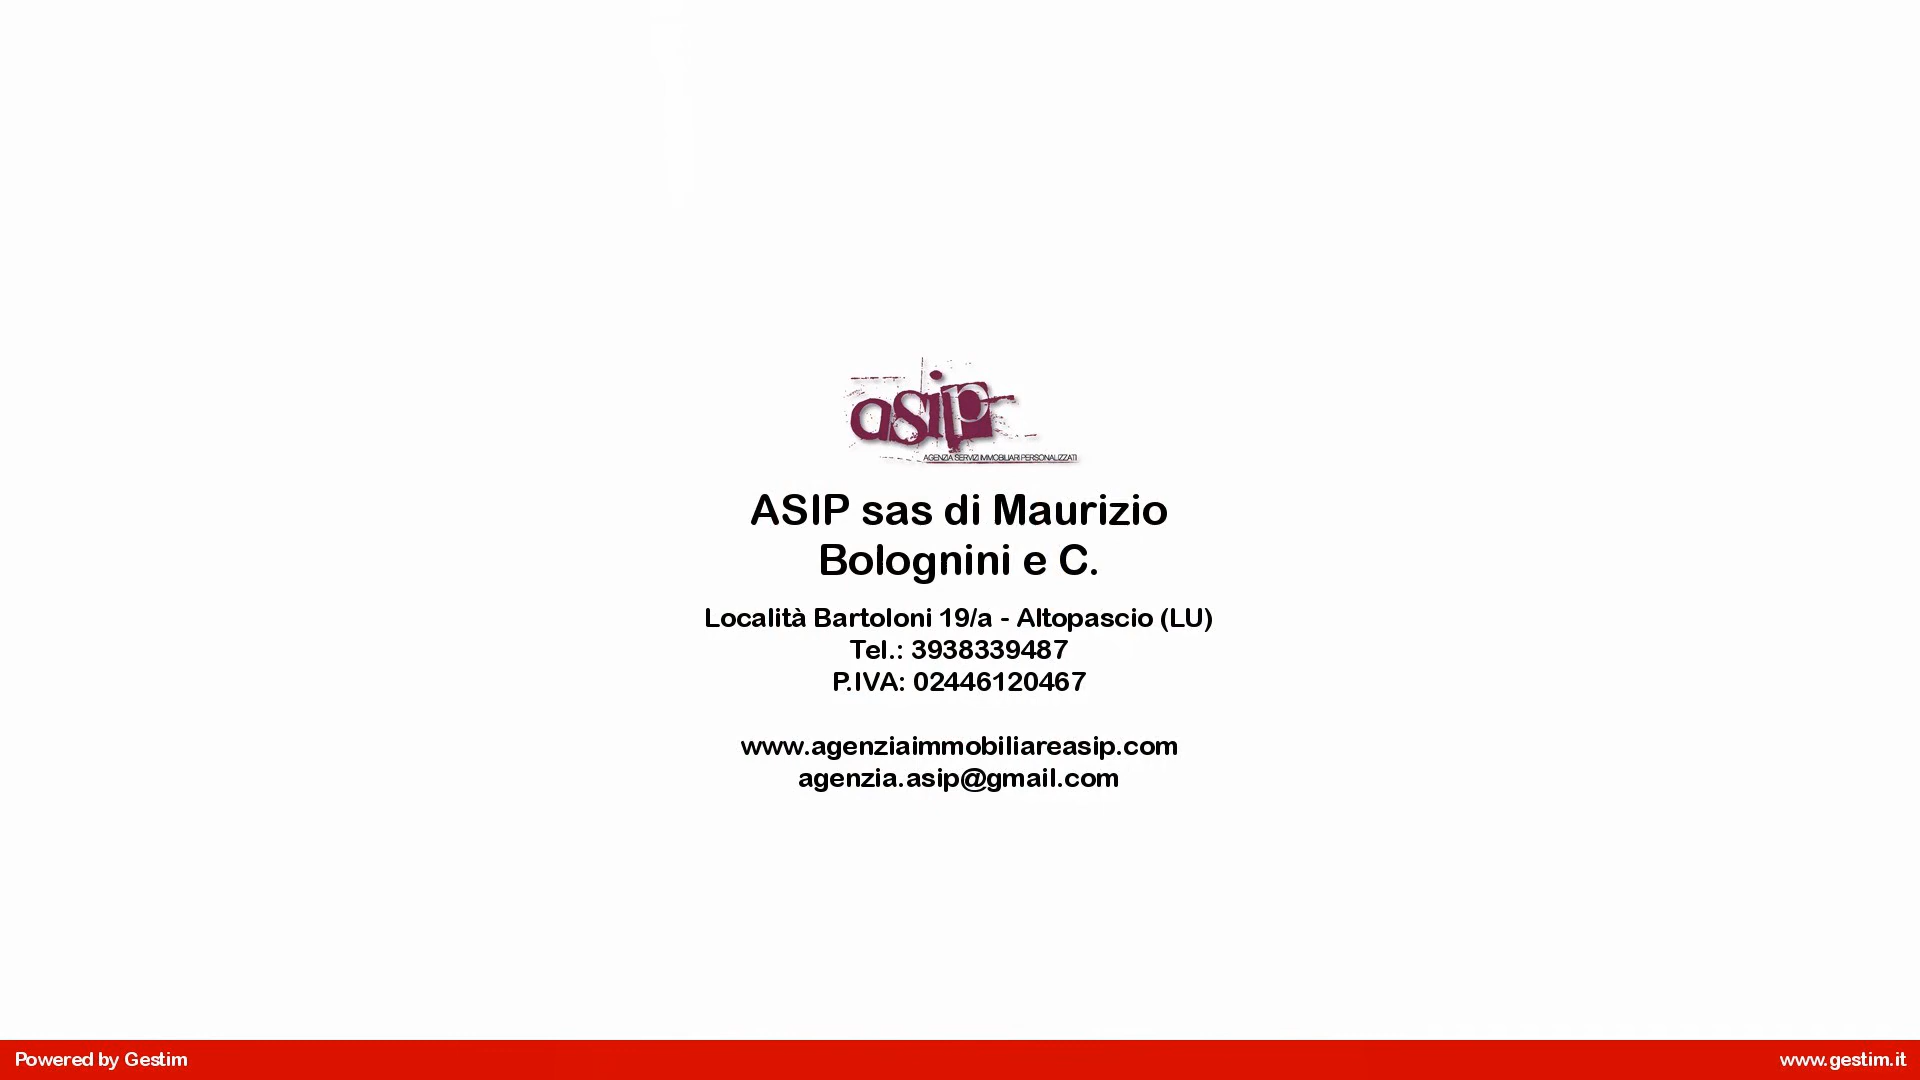 asip
AGENZIA SERVIZI IMMOBILIARI PERSONALIZZATI
ASIP sas di Maurizio
Bolognini e C.
Località Bartoloni 19/a - Altopascio (LU)
Tel.: 3938339487
P.IVA: 02446120467
www.agenziaimmobiliareasip.com
agenzia.asip@gmail.com
Powered by Gestim
www.gestim.it